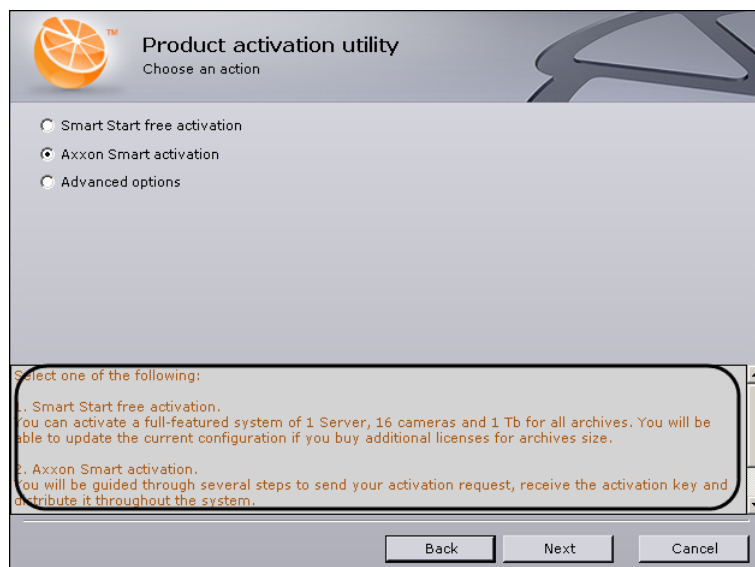 TM
Product activation utility
Choose an action
Smart Start free activation
Axxon Smart activation
Advanced options
Select one of the following:
1. Smart Start free activation.
You can activate a full-featured system of 1 Server, 16 cameras and 1 Tb for all archives. You will be
able to update the current configuration if you buy additional licenses for archives size.
2. Axxon Smart activation.
You will be guided through several steps to send your activation request, receive the activation key and
distribute it throughout the system.
Back
Next
Cancel